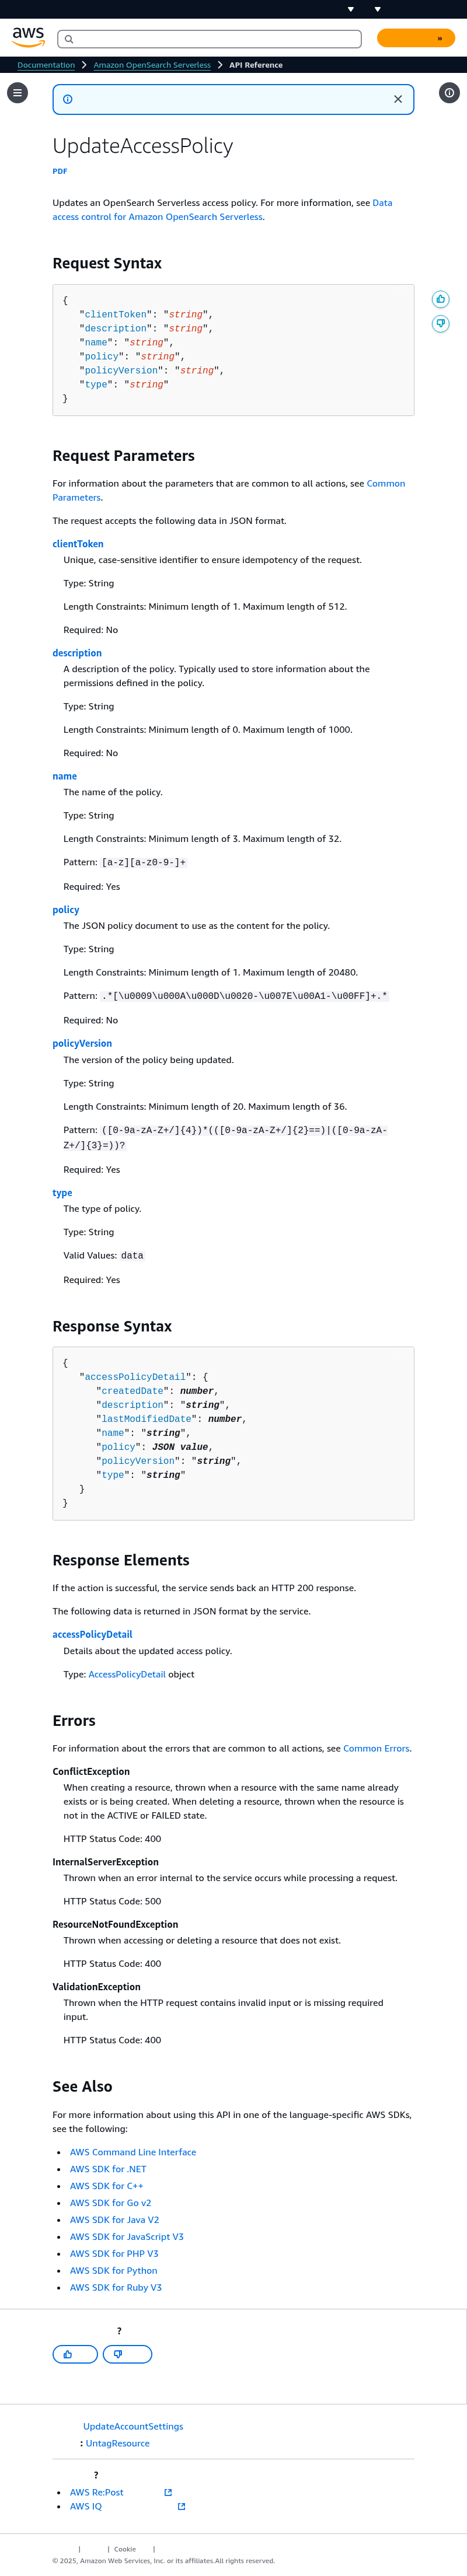 aws
»
Documentation
Amazon OpenSearch Serverless
API Reference
UpdateAccessPolicy
PDF
Updates an OpenSearch Serverless access policy. For more information, see Data
access control for Amazon OpenSearch Serverless.
Request Syntax
{
"clientToken": "string",
"description": "string",
"name": "string",
"policy": "string",
"policyVersion": "string",
"type": "string"
}
Request Parameters
For information about the parameters that are common to all actions, see Common
Parameters.
The request accepts the following data in JSON format.
clientToken
Unique, case-sensitive identifier to ensure idempotency of the request.
Type: String
Length Constraints: Minimum length of 1. Maximum length of 512.
Required: No
description
A description of the policy. Typically used to store information about the
permissions defined in the policy.
Type: String
Length Constraints: Minimum length of 0. Maximum length of 1000.
Required: No
name
The name of the policy.
Type: String
Length Constraints: Minimum length of 3. Maximum length of 32.
Pattern: [a-z][a-z0-9-]+
Required: Yes
policy
The JSON policy document to use as the content for the policy.
Type: String
Length Constraints: Minimum length of 1. Maximum length of 20480.
Pattern: .*[\u0009\u000A\u000D\u0020-\u007E\u00A1-\u00FF]+.*
Required: No
policyVersion
The version of the policy being updated.
Type: String
Length Constraints: Minimum length of 20. Maximum length of 36.
Pattern: ([0-9a-zA-Z+/]{4})*(([0-9a-zA-Z+/]{2}==)|([0-9a-zA-
Z+/]{3}=))?
Required: Yes
type
The type of policy.
Type: String
Valid Values: data
Required: Yes
Response Syntax
{
"accessPolicyDetail": {
"createdDate": number,
"description": "string",
"lastModifiedDate": number,
"name": "string",
"policy": JSON value,
"policyVersion": "string",
"type": "string"
}
}
Response Elements
If the action is successful, the service sends back an HTTP 200 response.
The following data is returned in JSON format by the service.
accessPolicyDetail
Details about the updated access policy.
Type: AccessPolicyDetail object
Errors
For information about the errors that are common to all actions, see Common Errors.
ConflictException
When creating a resource, thrown when a resource with the same name already
exists or is being created. When deleting a resource, thrown when the resource is
not in the ACTIVE or FAILED state.
HTTP Status Code: 400
InternalServerException
Thrown when an error internal to the service occurs while processing a request.
HTTP Status Code: 500
ResourceNotFoundException
Thrown when accessing or deleting a resource that does not exist.
HTTP Status Code: 400
ValidationException
Thrown when the HTTP request contains invalid input or is missing required
input.
HTTP Status Code: 400
See Also
For more information about using this API in one of the language-specific AWS SDKs,
see the following:
• AWS Command Line Interface
• AWS SDK for .NET
• AWS SDK for C++
• AWS SDK for Go v2
• AWS SDK for Java V2
• AWS SDK for JavaScript V3
• AWS SDK for PHP V3
• AWS SDK for Python
• AWS SDK for Ruby V3
?
UpdateAccountSettings
: UntagResource
?
• AWS Re:Post
• AWS IQ
| | Cookie |
© 2025, Amazon Web Services, Inc. or its affiliates.All rights reserved.